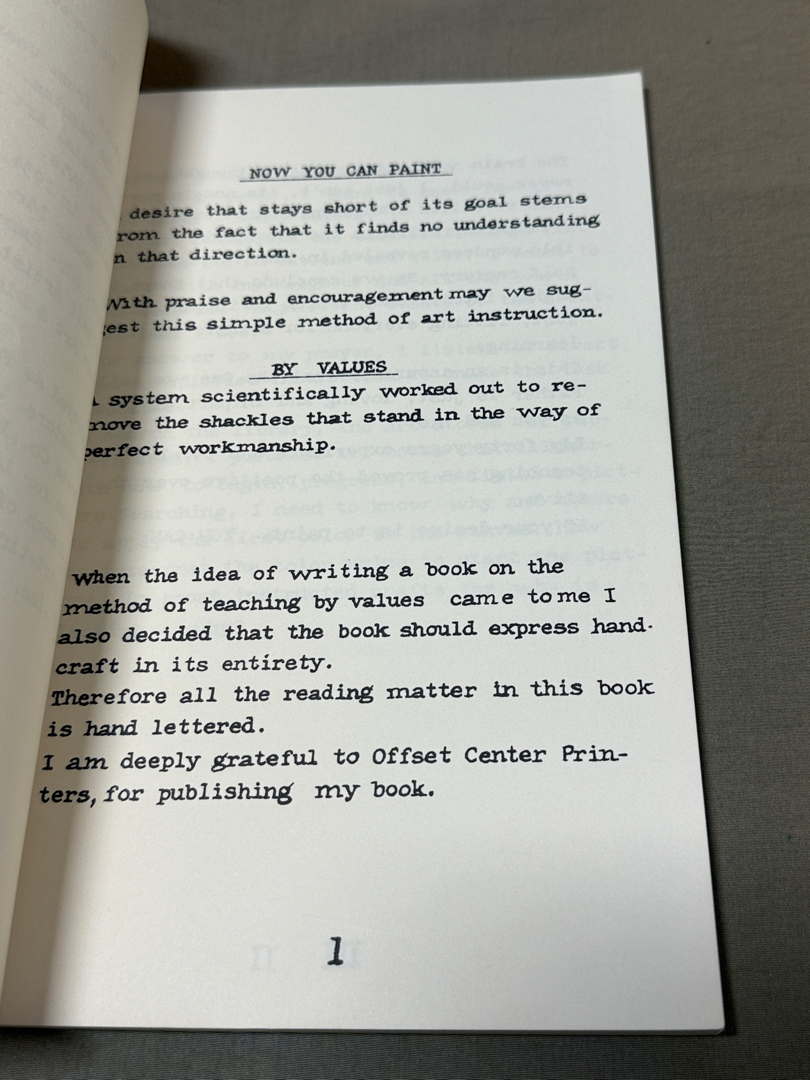 NOW YOU CAN PAINT
desire that stays short of its goal stems
rom the fact that it finds no understanding
n that direction.
With praise and encouragement may we sug-
est this simple method of art instruction.
BY VALUES
system scientifically worked out to re-
move the shackles that stand in the way of
perfect workmanship.
When the idea of writing a book on the
method of teaching by values came to me I
also decided that the book should express hand-
craft in its entirety.
Therefore all the reading matter in this book
is hand lettered.
I am deeply grateful to Offset Center Prin-
ters, for publishing my book.
1